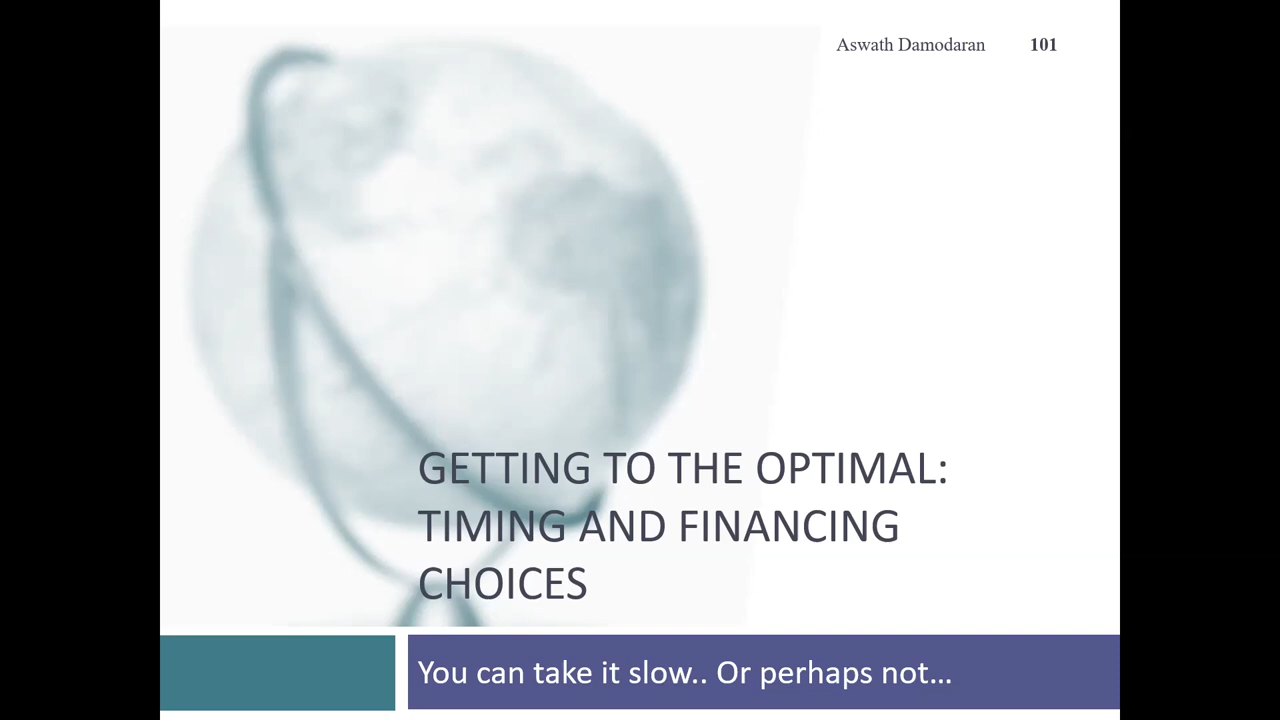 Aswath Damodaran 101
GETTING TO THE OPTIMAL:
TIMING AND FINANCING
CHOICES
You can take it slow.. Or perhaps not…